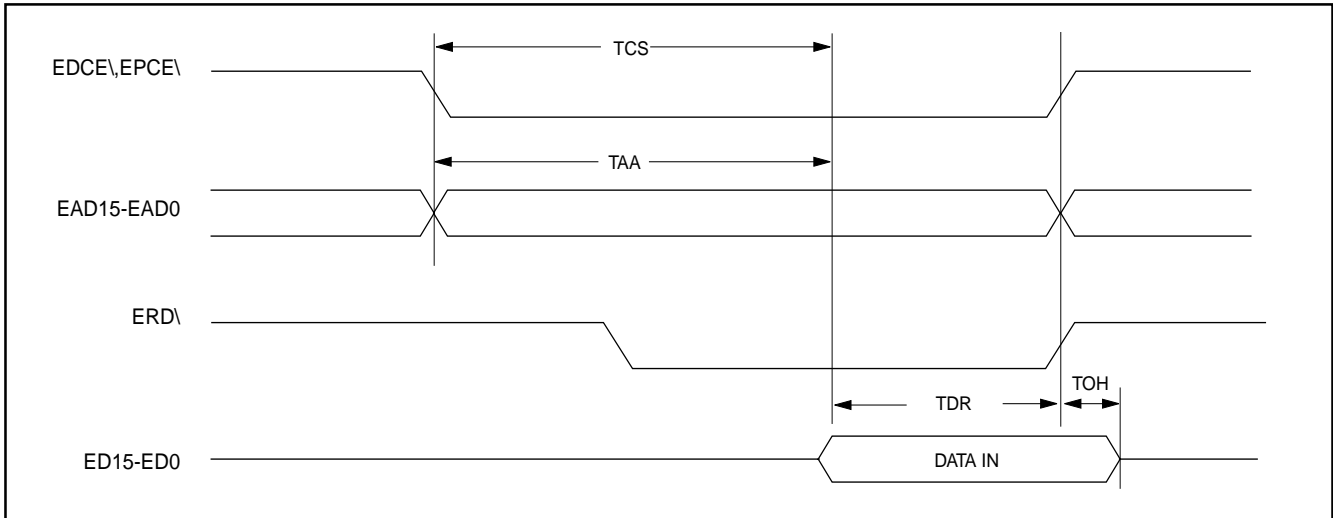 TCS
EDCE\,EPCE\
TAA
EAD15-EAD0
ERD\
TOH
TDR
ED15-ED0
DATA IN